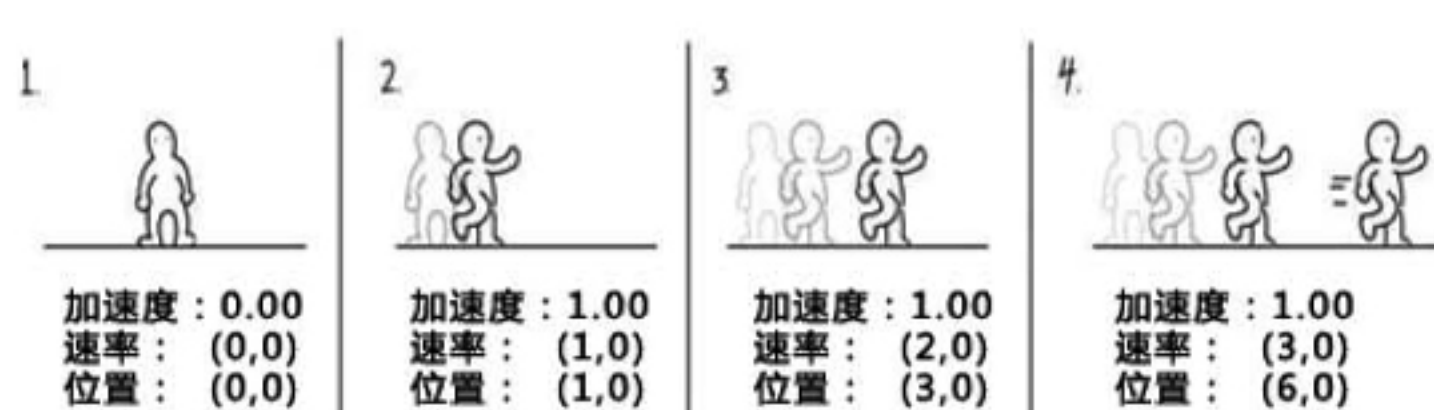 1.
加速度：0.00
速率： (0,0)
位置： (0,0)
2.
加速度：1.00
速率： (1,0)
位置： (1,0)
3
加速度：1.00
速率： (2,0)
位置： (3,0)
4.
加速度：1.00
速率： (3,0)
位置： (6,0)